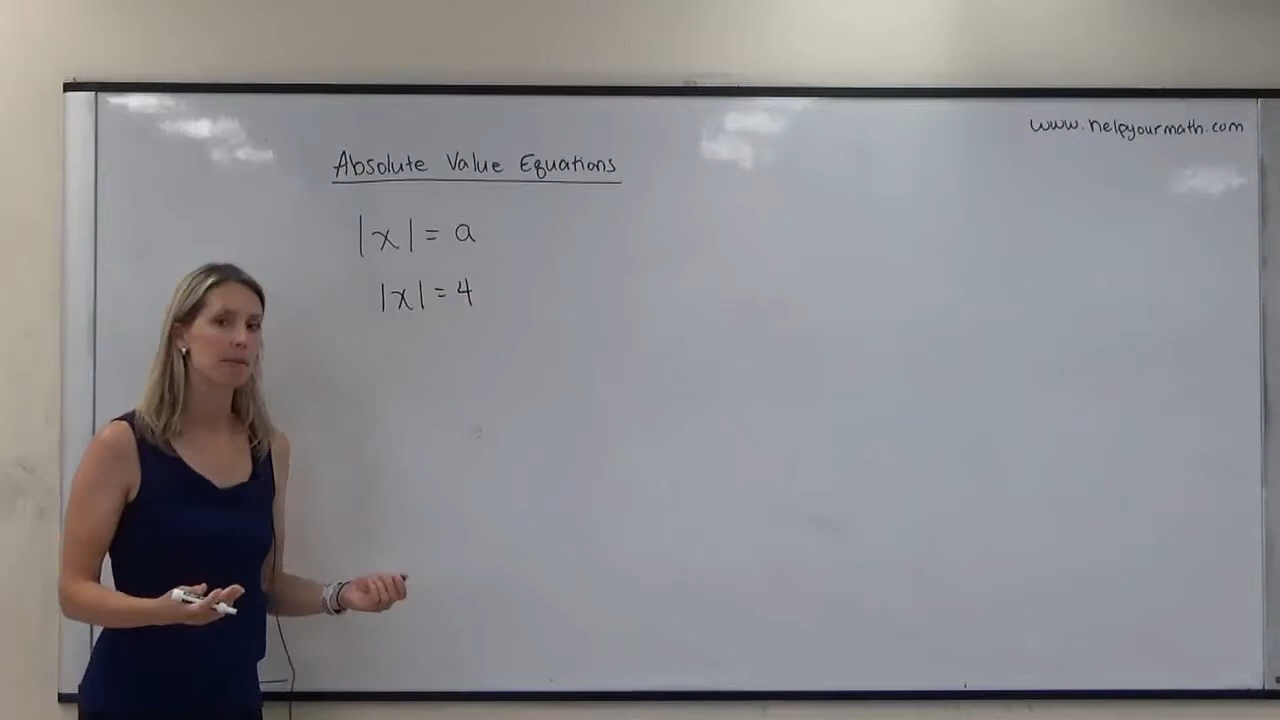 www.helpyourmath.com
Absolute Value Equations
|x| = a
|x| = 4